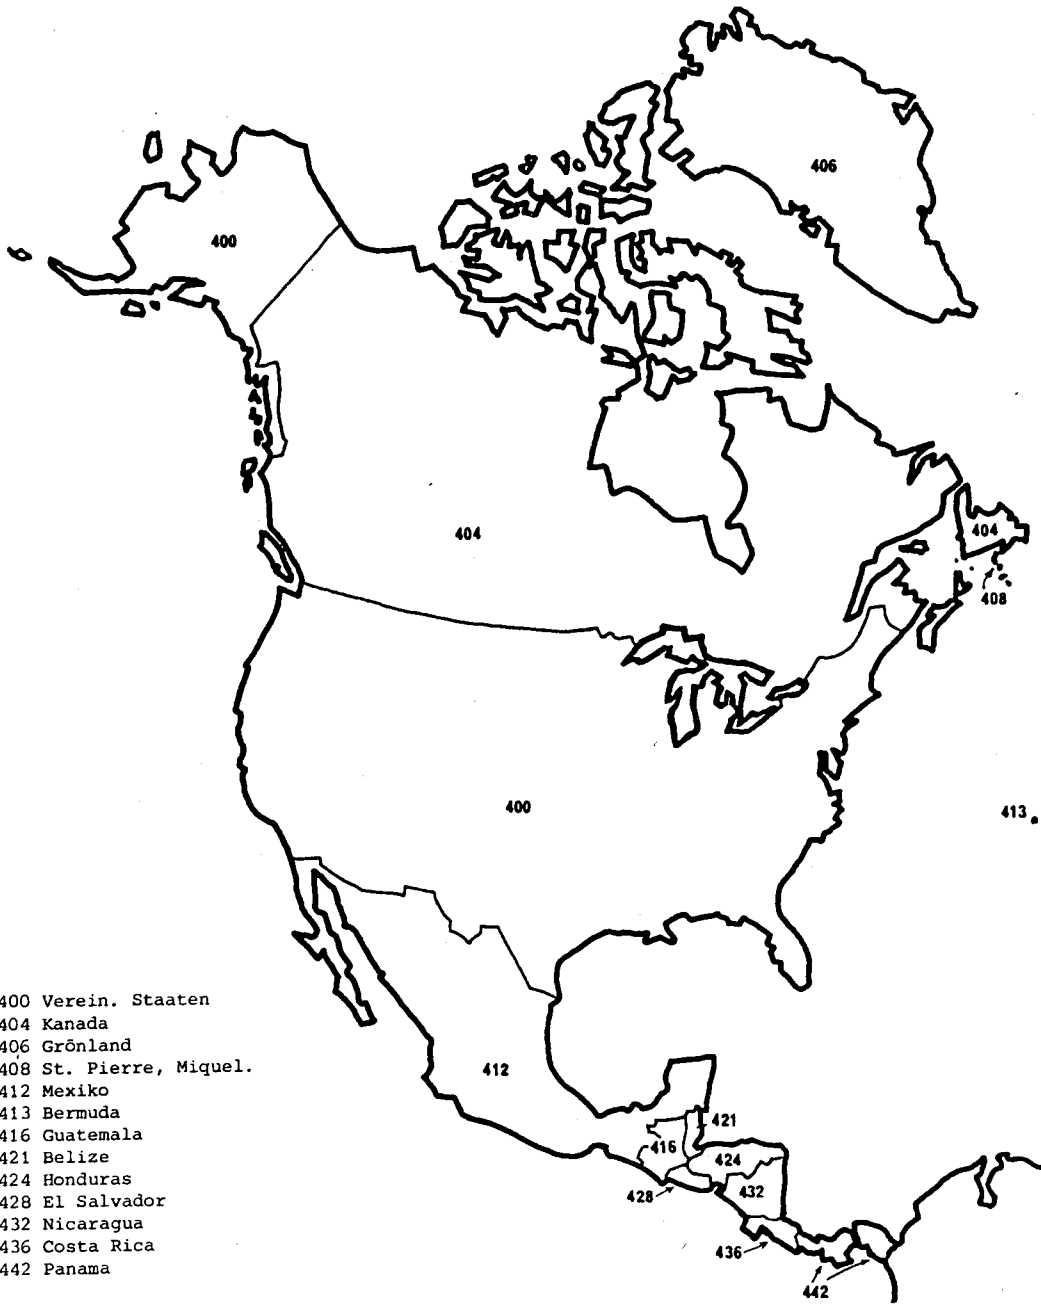 406
400
404
404
408
400
413
412
421
416
424
428
432
436
442
400 Verein. Staaten
404 Kanada
406 Grönland
408 St. Pierre, Miquel.
412 Mexiko
413 Bermuda
416 Guatemala
421 Belize
424 Honduras
428 El Salvador
432 Nicaragua
436 Costa Rica
442 Panama